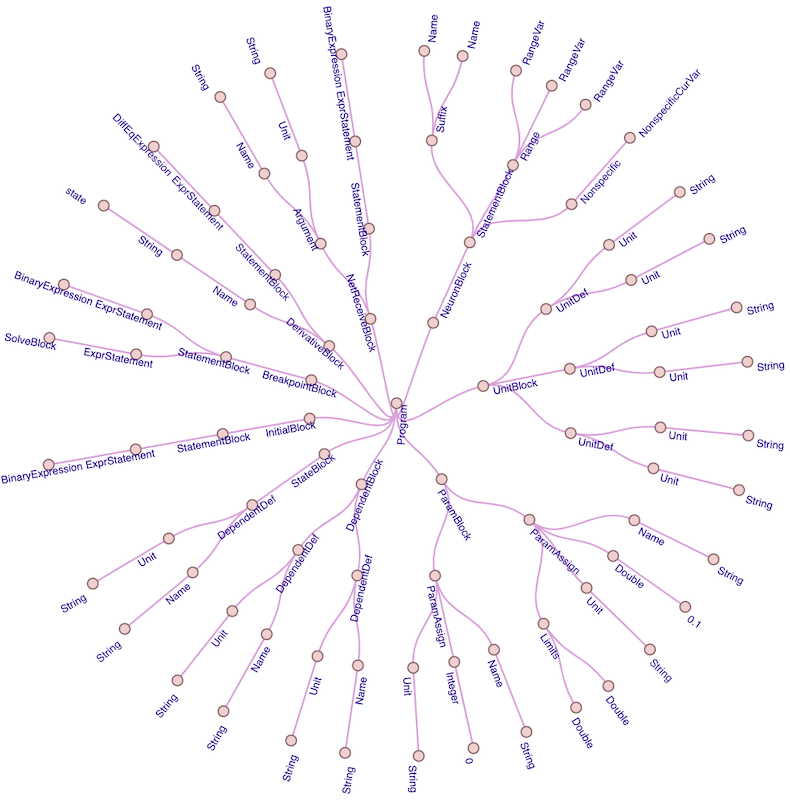 Program
NeuronBlock
StatementBlock
Suffix
Name
Name
Range
RangeVar
RangeVar
RangeVar
Nonspecific
NonspecificCurVar
UnitBlock
UnitDef
Unit
String
Unit
String
UnitDef
Unit
String
Unit
String
UnitDef
Unit
String
Unit
String
ParamBlock
ParamAssign
Name
String
Double
0.1
Unit
String
Limits
Double
Double
ParamAssign
Name
String
Integer
0
Unit
String
DependentBlock
DependentDef
Name
String
Unit
String
DependentDef
Name
String
Unit
String
StateBlock
DependentDef
Name
String
Unit
String
InitialBlock
StatementBlock
ExprStatement
BinaryExpression
BreakpointBlock
StatementBlock
ExprStatement
SolveBlock
ExprStatement
BinaryExpression
DerivativeBlock
Name
String
state
StatementBlock
ExprStatement
DiffEqExpression
NetReceiveBlock
Argument
Name
String
Unit
String
StatementBlock
ExprStatement
BinaryExpression